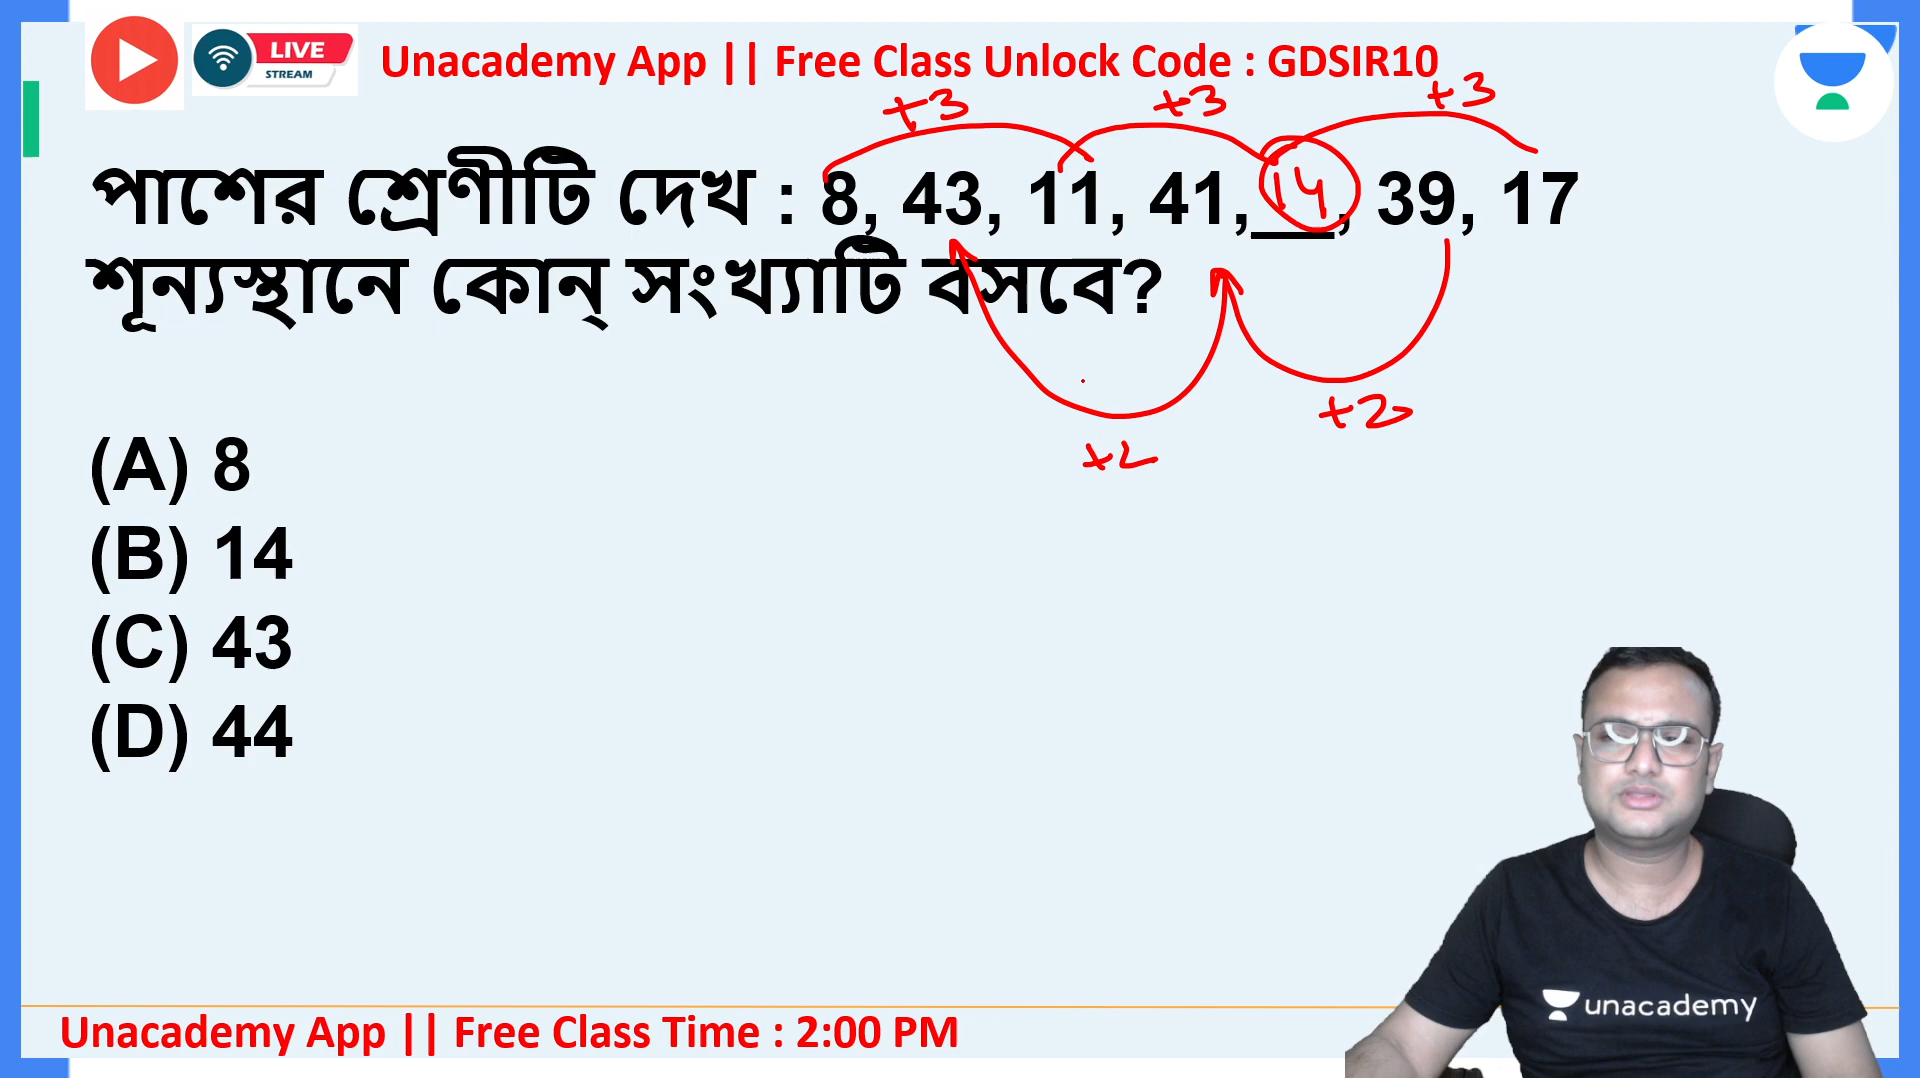 LIVE
STREAM
Unacademy App || Free Class Unlock Code : GDSIR10
+3 +3 +3
পাশের শ্রেণীটি দেখ : 8, 43, 11, 41, 14, 39, 17
শূন্যস্থানে কোন্ সংখ্যাটি বসবে?
+2
+2
(A) 8
(B) 14
(C) 43
(D) 44
unacademy
Unacademy App || Free Class Time : 2:00 PM